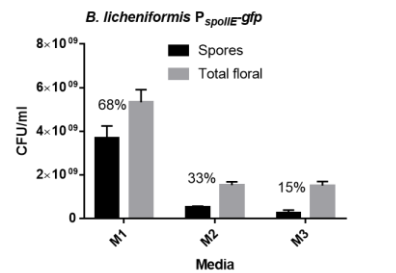 B. licheniformis PspoIIE-gfp
8×10⁰⁹
6×10⁰⁹
4×10⁰⁹
2×10⁰⁹
0
CFU/ml
Spores
Total floral
68%
33%
15%
M1
M2
M3
Media